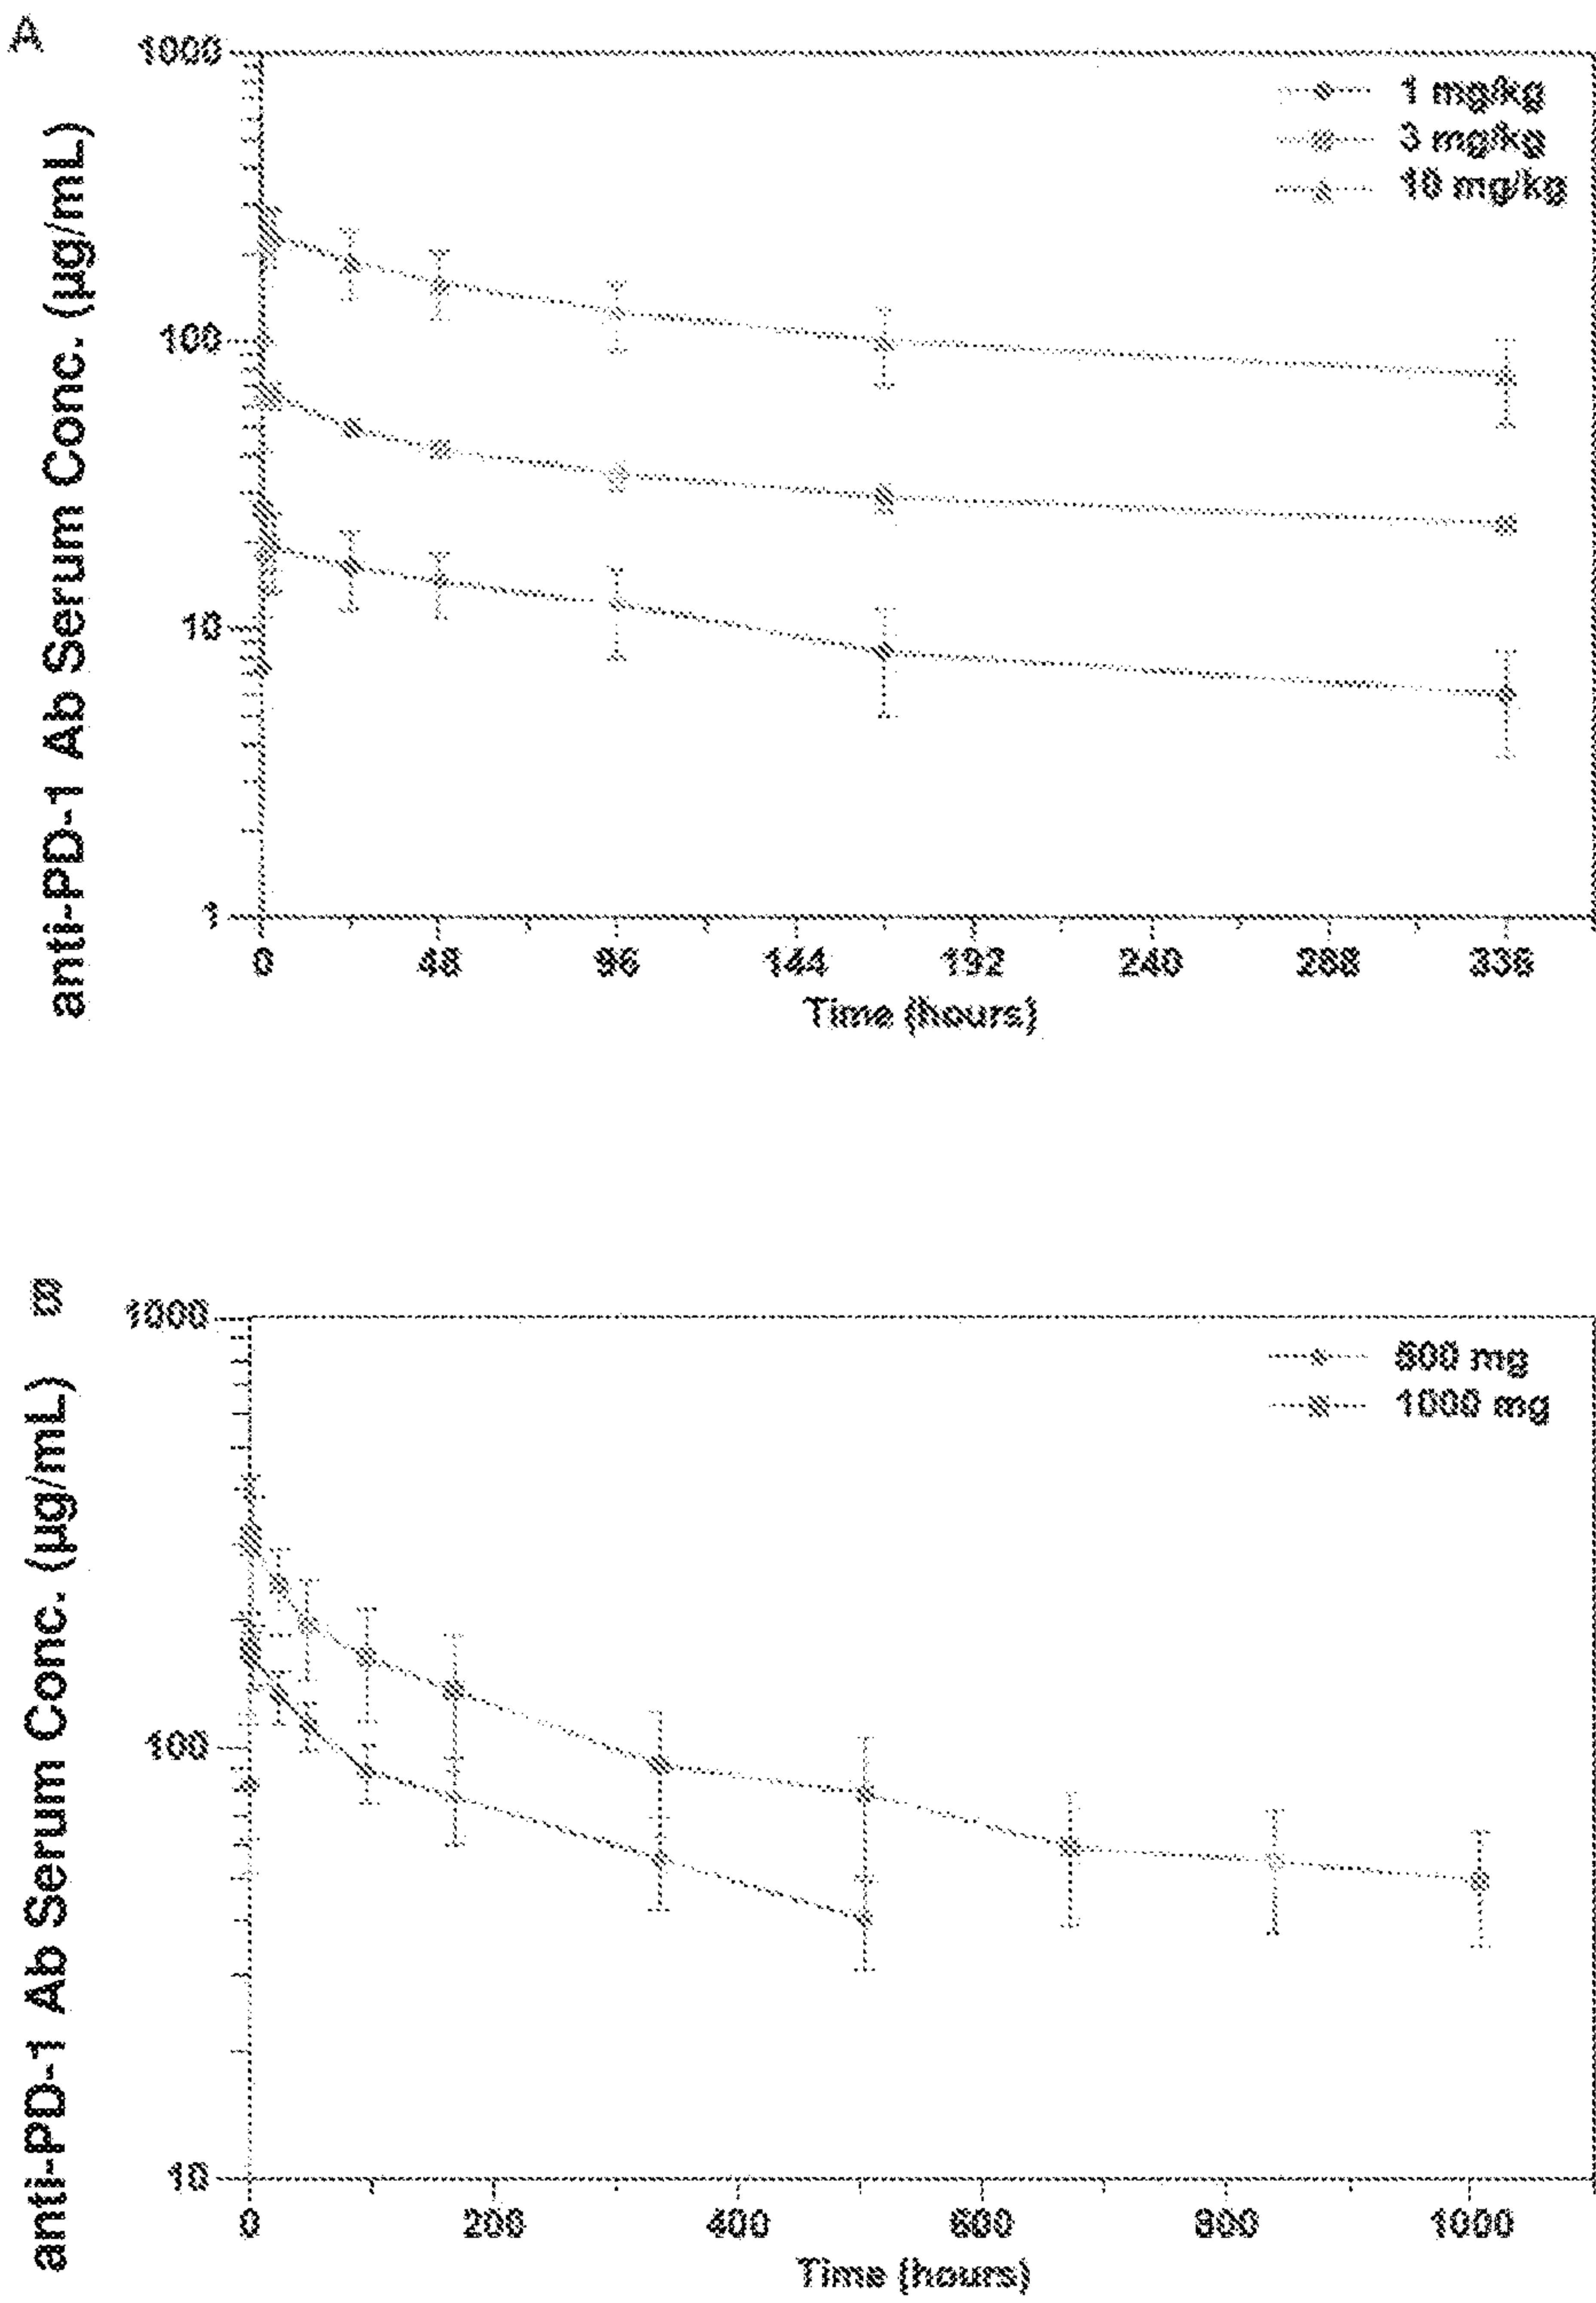 A
anti-PD-1 Ab Serum Conc. (µg/mL)
1000
100
10
1
1 mg/kg
3 mg/kg
10 mg/kg
0 48 96 144 192 240 288 336
Time (hours)
B
anti-PD-1 Ab Serum Conc. (µg/mL)
1000
100
10
mg
1000 mg
0 200 400 600 800 1000
Time (hours)